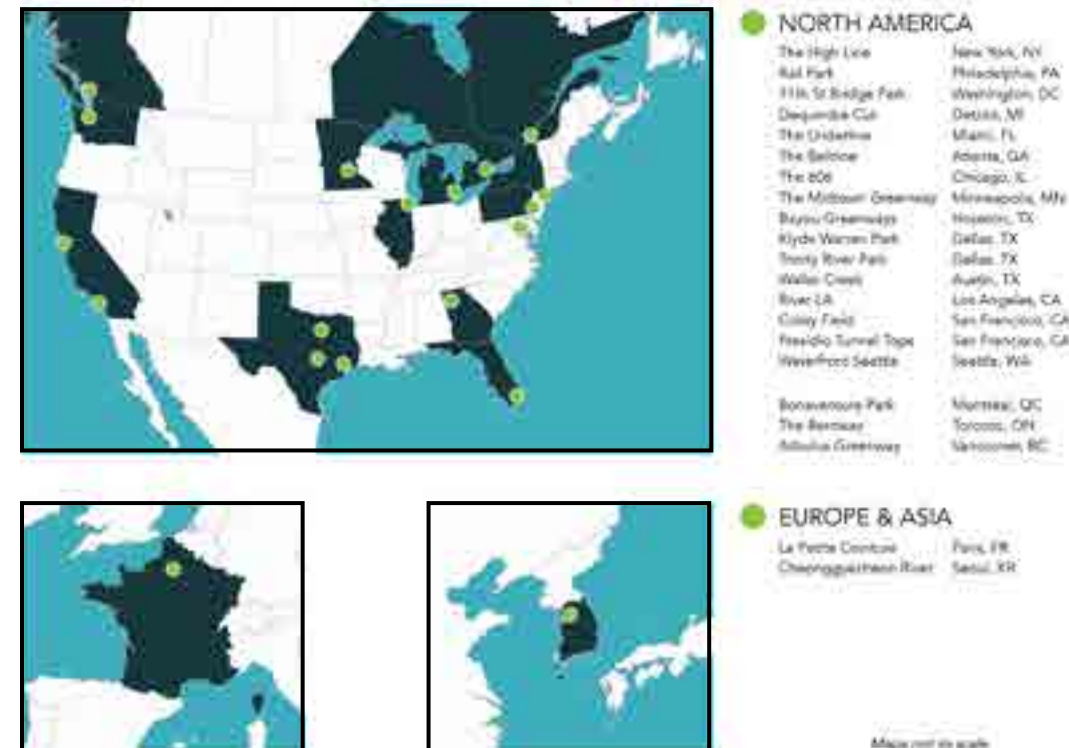 NORTH AMERICA
The High Line New York, NY
Rail Park Philadelphia, PA
11th St Bridge Park Washington, DC
Dequindre Cut Detroit, MI
The Underline Miami, FL
The Beltline Atlanta, GA
The 606 Chicago, IL
The Midtown Greenway Minneapolis, MN
Bayou Greenways Houston, TX
Klyde Warren Park Dallas, TX
Trinity River Park Dallas, TX
Waller Creek Austin, TX
River LA Los Angeles, CA
Crissy Field San Francisco, CA
Presidio Tunnel Tops San Francisco, CA
Waterfront Seattle Seattle, WA
Bonaventure Park Montreal, QC
The Bentway Toronto, ON
Arbutus Greenway Vancouver, BC
EUROPE & ASIA
La Petite Ceinture Paris, FR
Cheonggyecheon River Seoul, KR
Maps not to scale